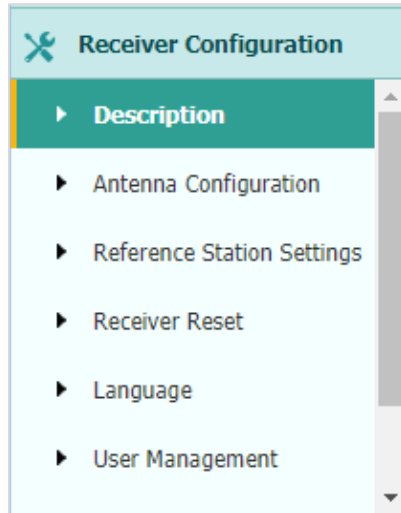 Receiver Configuration
Description
Antenna Configuration
Reference Station Settings
Receiver Reset
Language
User Management